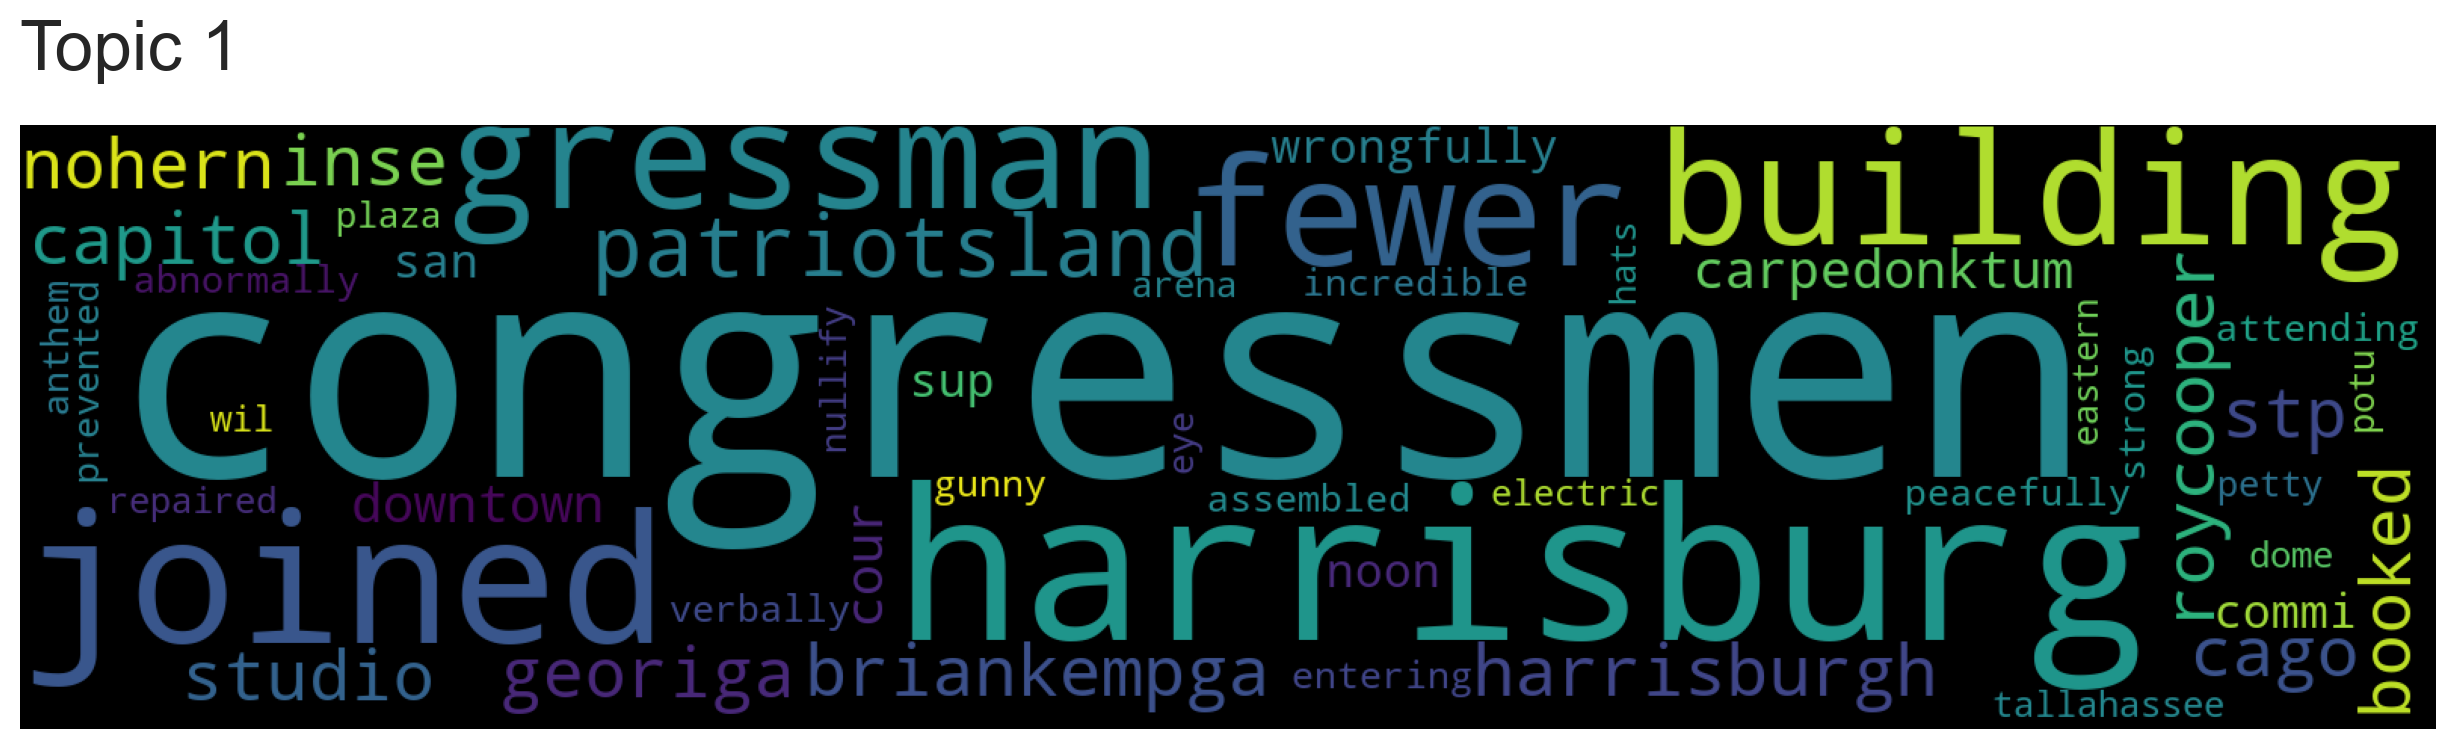 Topic 1
nohern
inse
gressman
wrongfully
building
fewer
capitol
plaza
san
patriotsland
hats
carpedonktum
abnormally
arena
incredible
roycooper
anthem
prevented
congressmen
nullify
sup
eye
eastern
strong
attending
potu
stp
wil
gunny
repaired
downtown
assembled
electric
peacefully
petty
joined
cour
harrisburg
noon
dome
booked
verbally
commi
cago
studio
georiga
briankempga
entering
harrisburgh
tallahassee